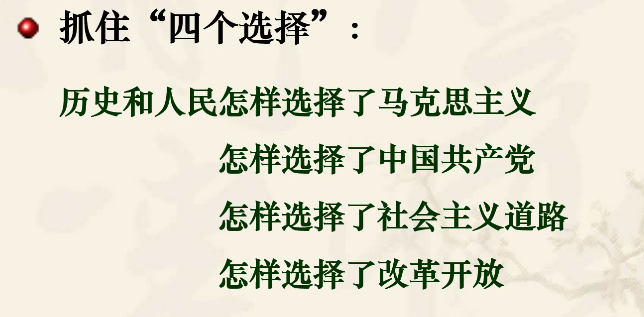 抓住“四个选择”:
历史和人民怎样选择了马克思主义
怎样选择了中国共产党
怎样选择了社会主义道路
怎样选择了改革开放